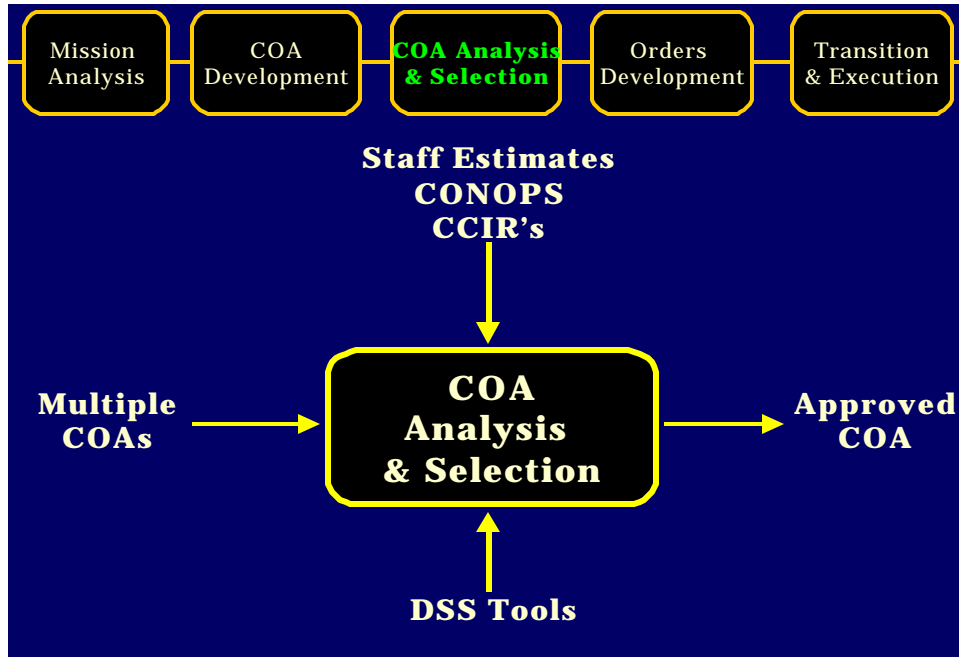 Mission
Analysis
COA
Development
COA Analysis
& Selection
Orders
Development
Transition
& Execution
Staff Estimates
CONOPS
CCIR's
Multiple
COAs
COA
Analysis
& Selection
Approved
COA
DSS Tools